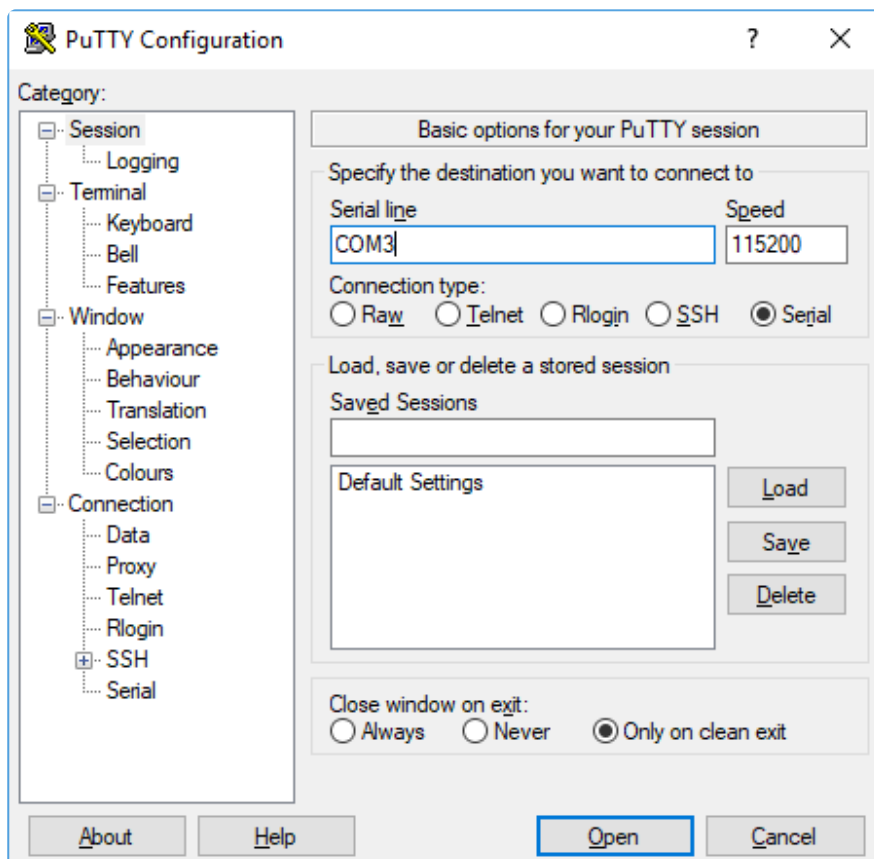 PuTTY Configuration
?
Category:
Session
Logging
Terminal
Keyboard
Bell
Features
Window
Appearance
Behaviour
Translation
Selection
Colours
Connection
Data
Proxy
Telnet
Rlogin
SSH
Serial
Basic options for your PuTTY session
Specify the destination you want to connect to
Serial line Speed
COM3 115200
Connection type:
Raw Telnet Rlogin SSH Serial
Load, save or delete a stored session
Saved Sessions
Default Settings
Load
Save
Delete
Close window on exit:
Always Never Only on clean exit
About Help Open Cancel